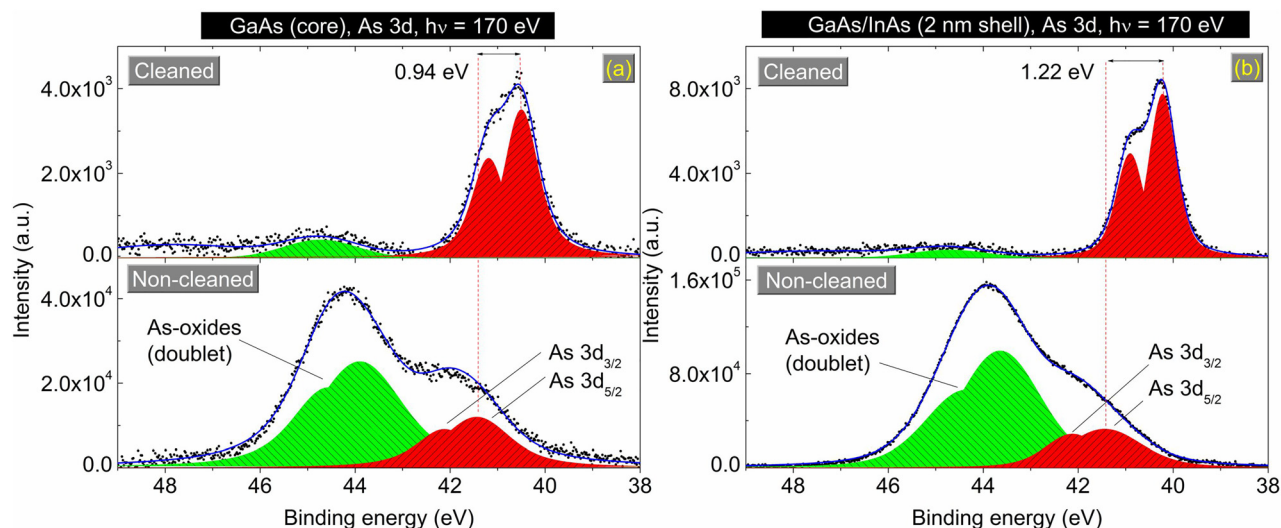 GaAs (core), As 3d, hν = 170 eV
Cleaned
(a)
0.94 eV
4.0x10³
2.0x10³
0.0
Non-cleaned
4.0x10⁴
2.0x10⁴
0.0
As-oxides
(doublet)
As 3d₃/₂
As 3d₅/₂
Intensity (a.u.)
48 46 44 42 40 38
Binding energy (eV)
GaAs/InAs (2 nm shell), As 3d, hν = 170 eV
Cleaned
(b)
1.22 eV
8.0x10³
4.0x10³
0.0
Non-cleaned
1.6x10⁵
8.0x10⁴
0.0
As-oxides
(doublet)
As 3d₃/₂
As 3d₅/₂
Intensity (a.u.)
48 46 44 42 40 38
Binding energy (eV)